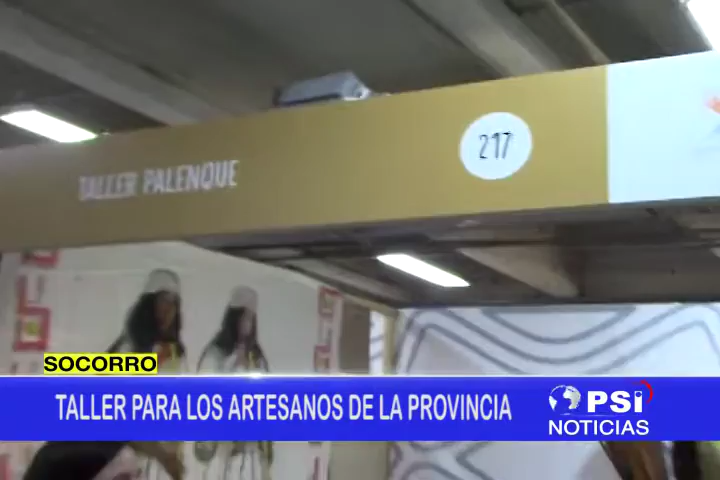 TALLER PALENQUE
217
SOCORRO
TALLER PARA LOS ARTESANOS DE LA PROVINCIA
PSi
NOTICIAS